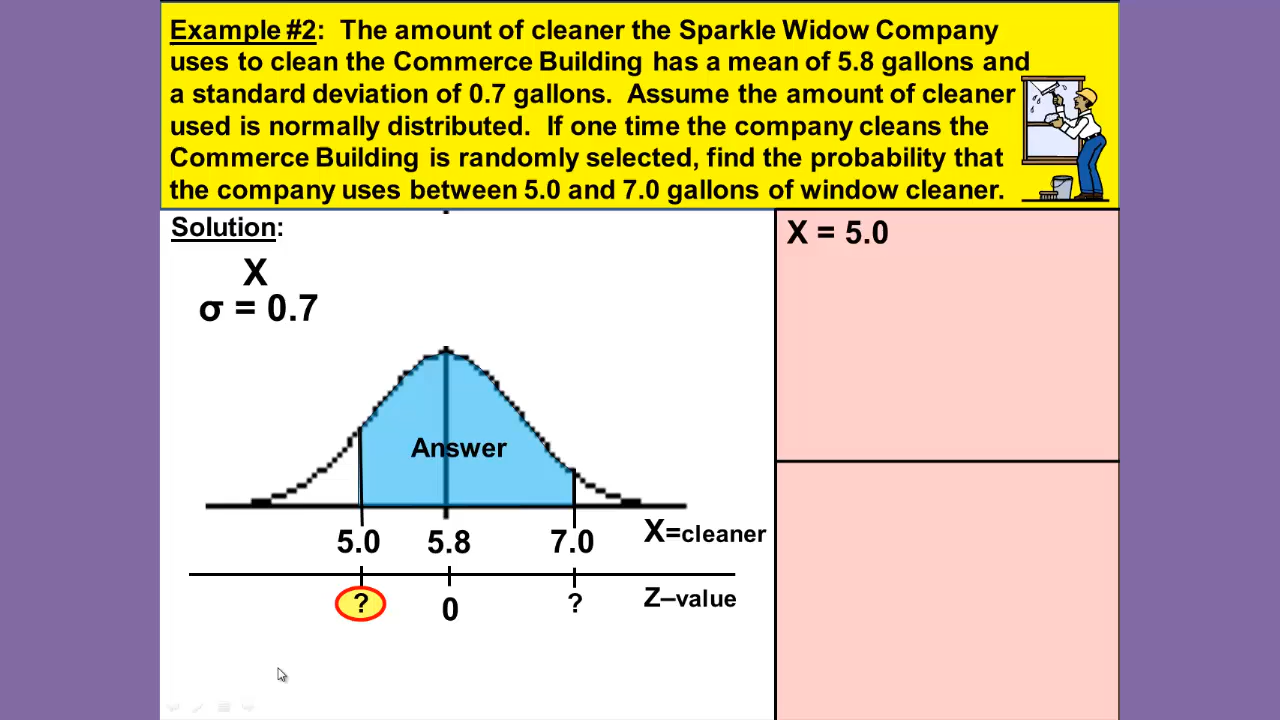 Example #2: The amount of cleaner the Sparkle Widow Company
uses to clean the Commerce Building has a mean of 5.8 gallons and
a standard deviation of 0.7 gallons. Assume the amount of cleaner
used is normally distributed. If one time the company cleans the
Commerce Building is randomly selected, find the probability that
the company uses between 5.0 and 7.0 gallons of window cleaner.
Solution:
X
σ = 0.7
Answer
5.0 5.8 7.0 X=cleaner
? 0 ? Z–value
X = 5.0